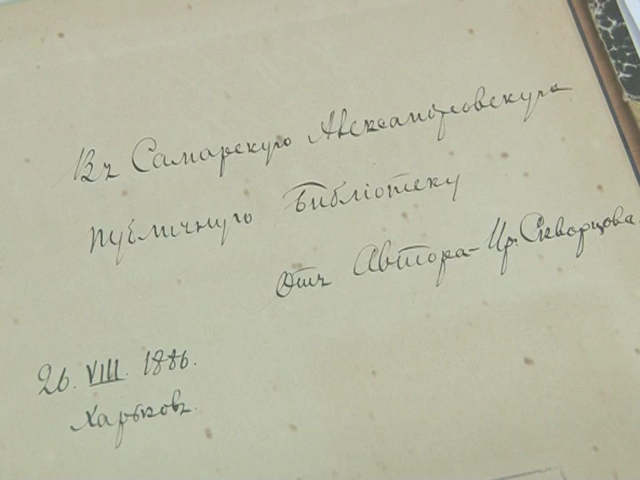 Въ Самарскую Александровскую
публичную Библіотеку
Отъ Автора - Ир. Скворцова.
26. VIII. 1886.
Харьковъ.